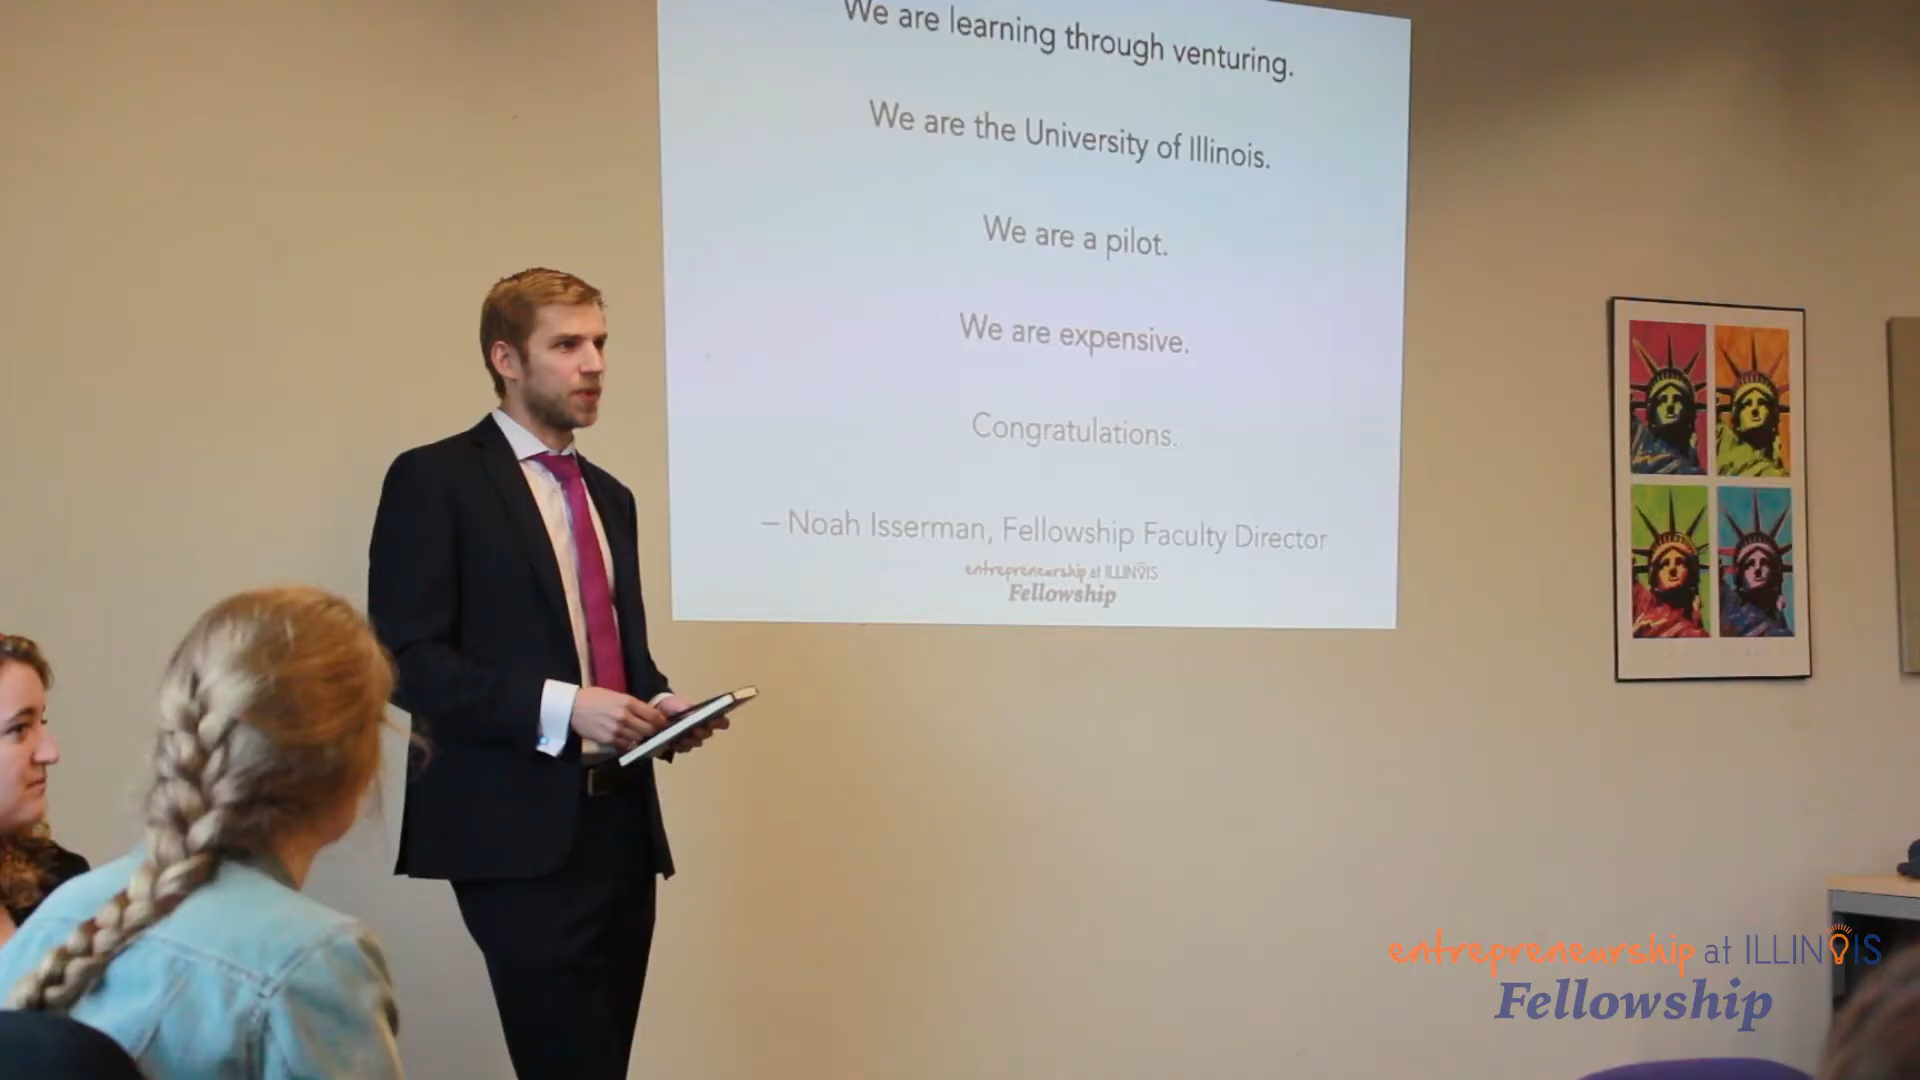 We are learning through venturing.
We are the University of Illinois.
We are a pilot.
We are expensive.
Congratulations.
– Noah Isserman, Fellowship Faculty Director
entrepreneurship at ILLINOIS
Fellowship
entrepreneurship at ILLINOIS
Fellowship